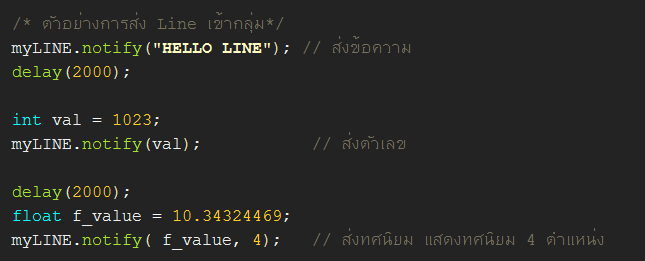 /* ตัวอย่างการส่ง Line เข้ากลุ่ม*/
myLINE.notify("HELLO LINE"); // ส่งข้อความ
delay(2000);
int val = 1023;
myLINE.notify(val); // ส่งตัวเลข
delay(2000);
float f_value = 10.34324469;
myLINE.notify( f_value, 4); // ส่งทศนิยม แสดงทศนิยม 4 ตำแหน่ง